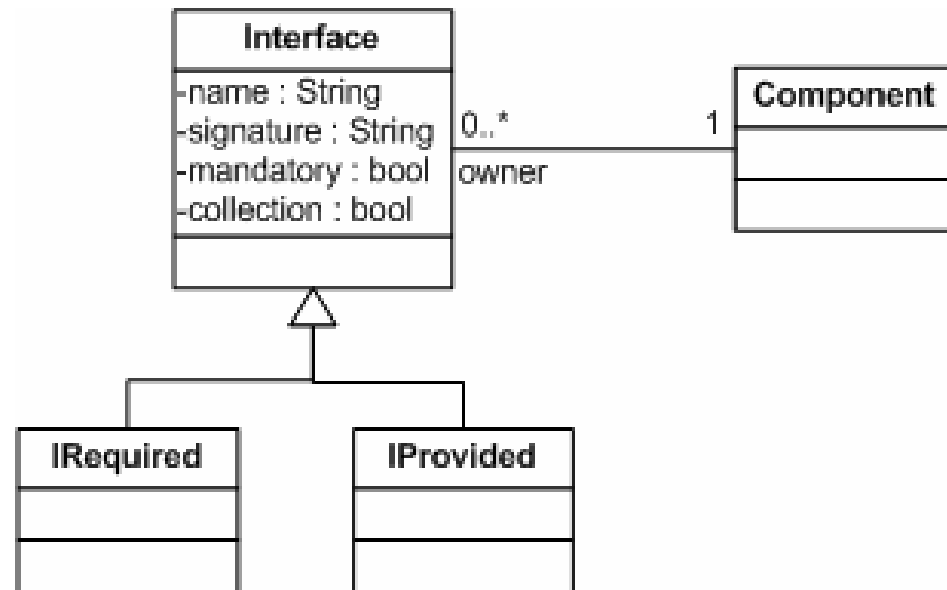 Interface
-name : String
-signature : String
-mandatory : bool
-collection : bool
0..*
1
owner
Component
IRequired
IProvided